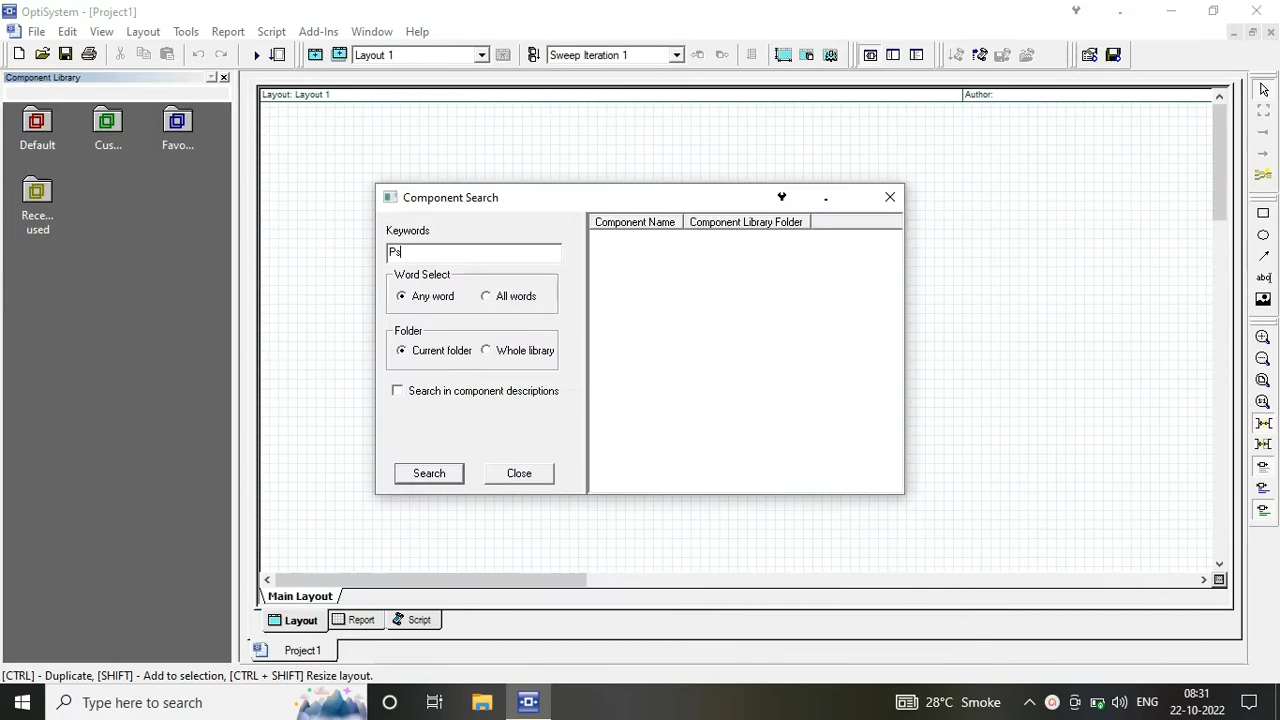 OptiSystem - [Project1]
File Edit View Layout Tools Report Script Add-Ins Window Help
Layout 1 Sweep Iteration 1
Component Library
Layout: Layout 1 Author:
Default Cus... Favo...
Rece...
used
Component Search
Keywords
Ps
Word Select
Any word All words
Folder
Current folder Whole library
Search in component descriptions
Search Close
Component Name Component Library Folder
abc
Main Layout
Layout Report Script
Project1
[CTRL] - Duplicate, [SHIFT] - Add to selection, [CTRL + SHIFT] Resize layout.
Type here to search
28°C Smoke
ENG
08:31
22-10-2022